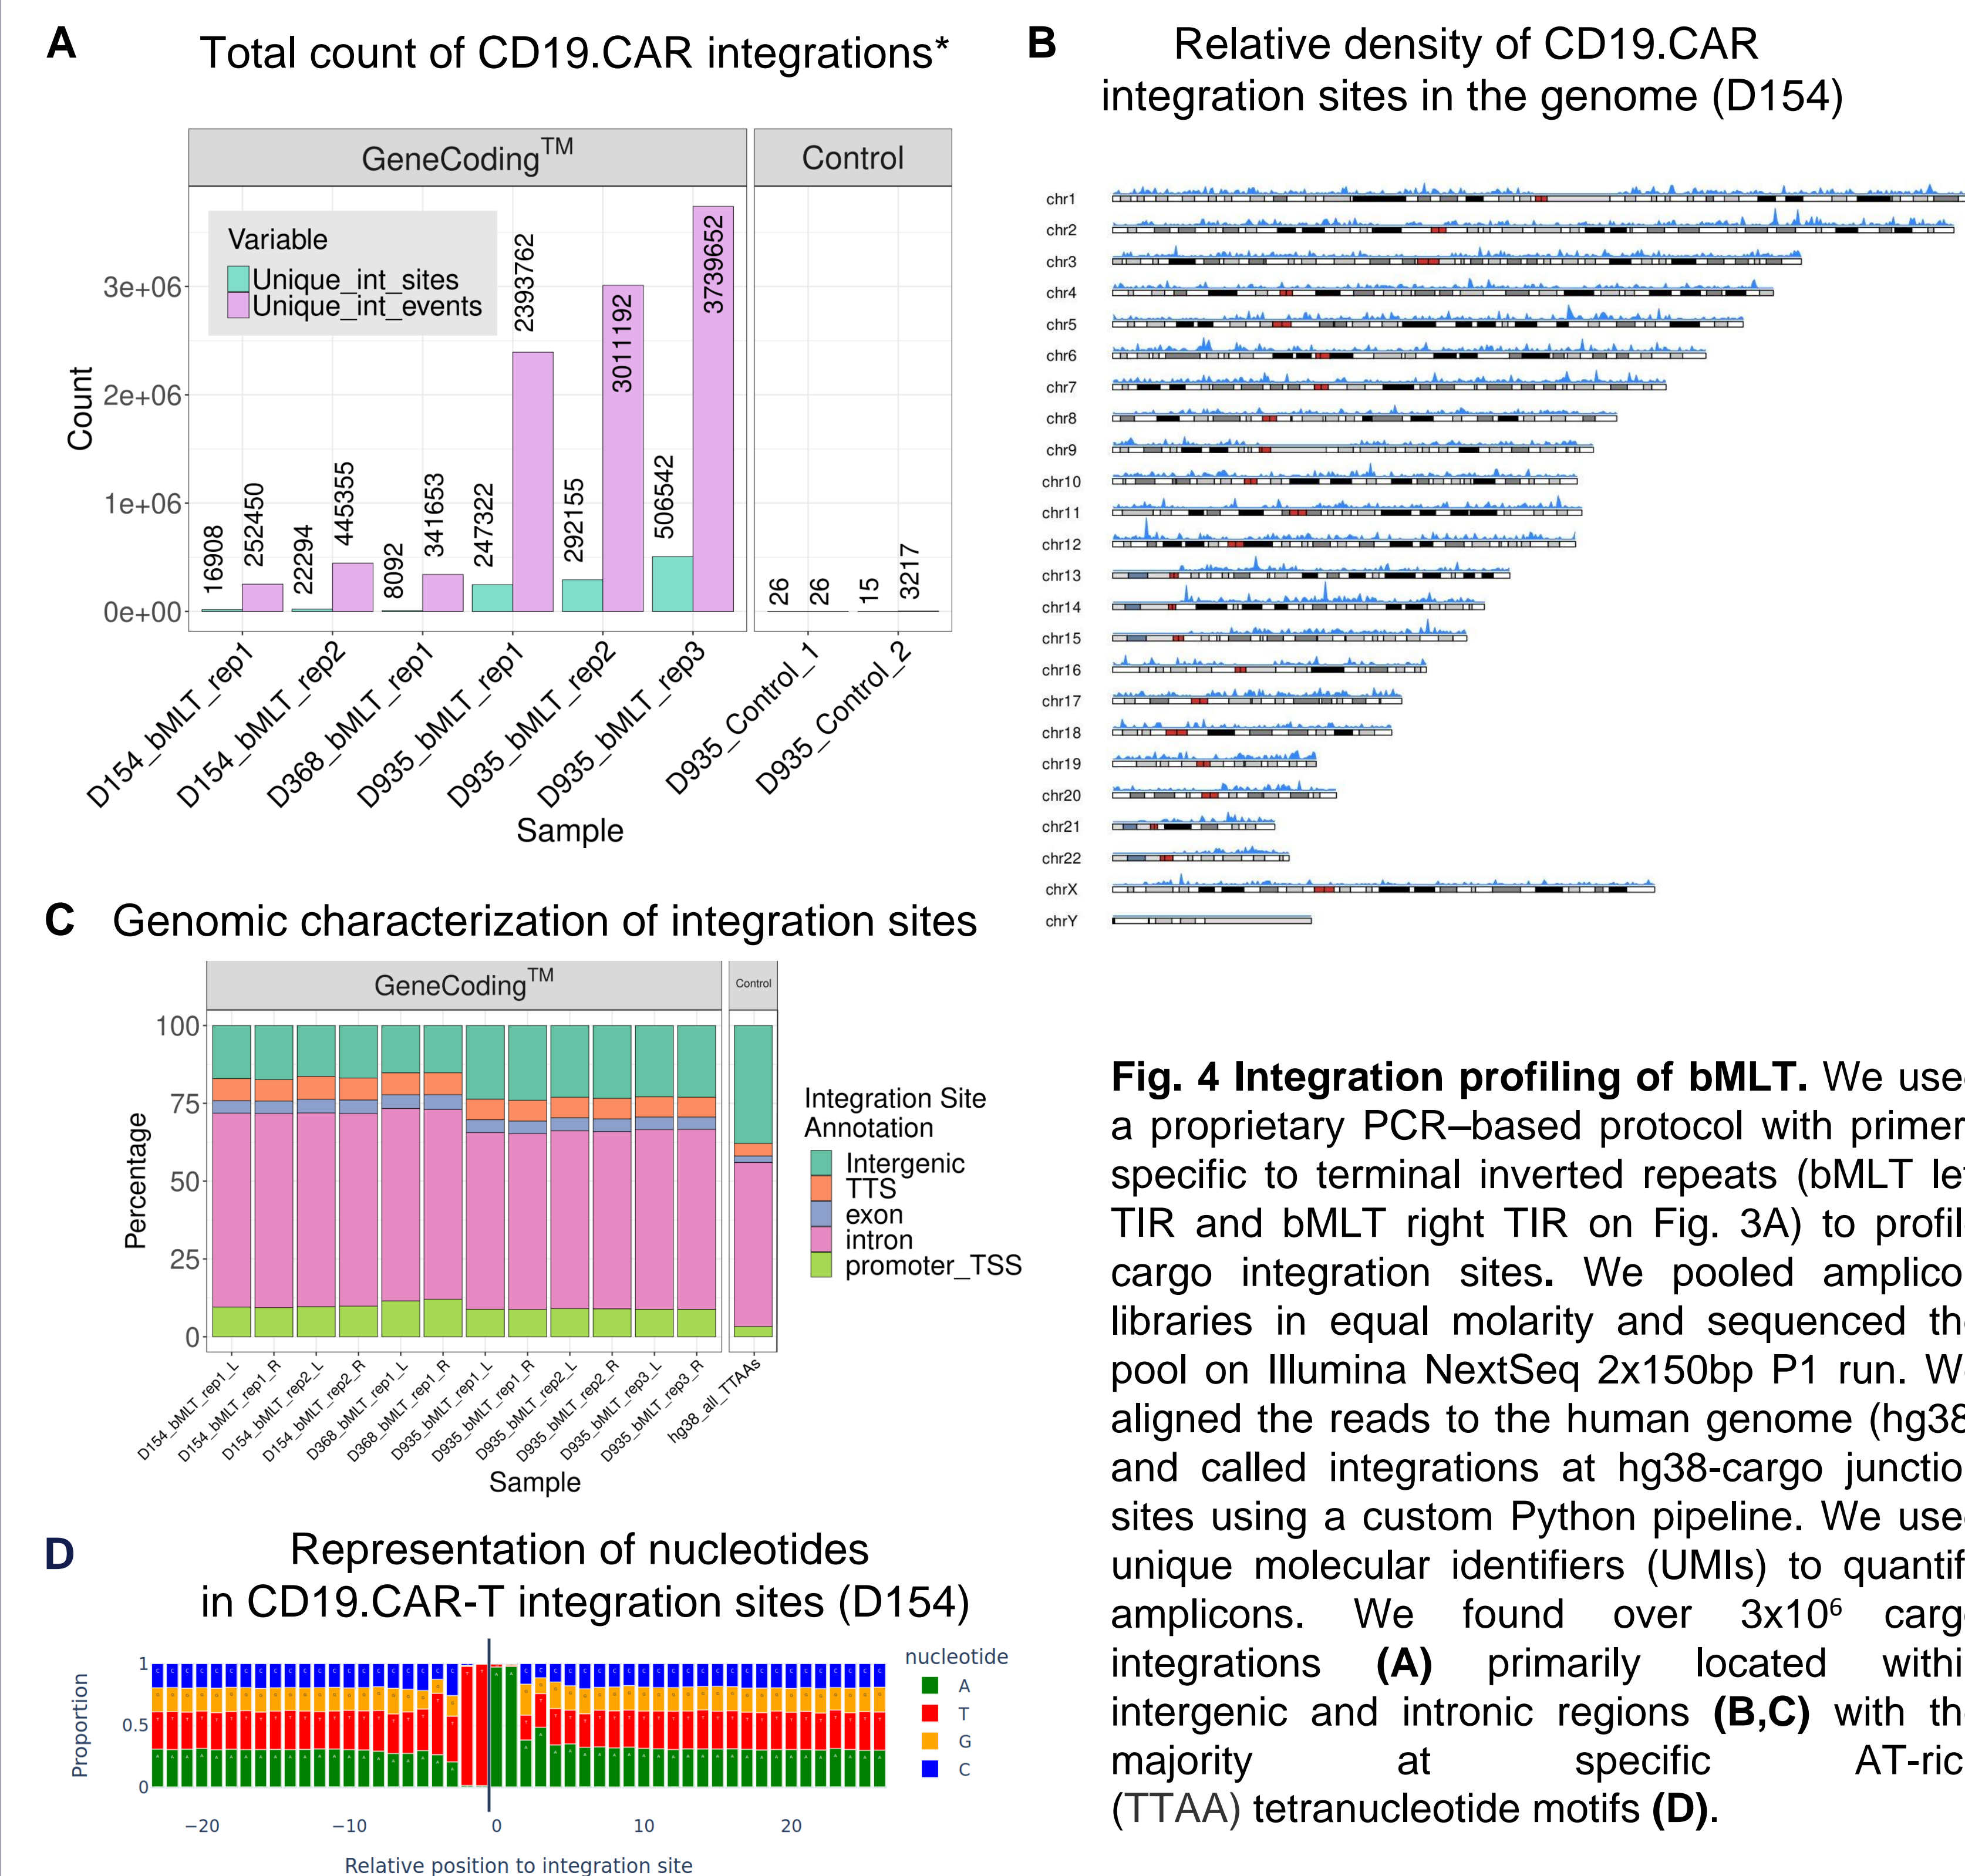 A
Total count of CD19.CAR integrations*
GeneCoding™
Control
Variable
Unique_int_sites
Unique_int_events
Count
3e+06
2e+06
1e+06
0e+00
16908
252450
22294
445355
8092
341653
247322
2393762
292155
3011192
506542
3739652
26
26
15
3217
D154_bMLT_rep1
D154_bMLT_rep2
D368_bMLT_rep1
D935_bMLT_rep1
D935_bMLT_rep2
D935_bMLT_rep3
D935_Control_1
D935_Control_2
Sample
B
Relative density of CD19.CAR
integration sites in the genome (D154)
chr1
chr2
chr3
chr4
chr5
chr6
chr7
chr8
chr9
chr10
chr11
chr12
chr13
chr14
chr15
chr16
chr17
chr18
chr19
chr20
chr21
chr22
chrX
chrY
C
Genomic characterization of integration sites
GeneCoding™
Control
Percentage
100
75
50
25
0
Integration Site
Annotation
Intergenic
TTS
exon
intron
promoter_TSS
D154_bMLT_rep1_L
D154_bMLT_rep1_R
D154_bMLT_rep2_L
D154_bMLT_rep2_R
D368_bMLT_rep1_L
D368_bMLT_rep1_R
D935_bMLT_rep1_L
D935_bMLT_rep1_R
D935_bMLT_rep2_L
D935_bMLT_rep2_R
D935_bMLT_rep3_L
D935_bMLT_rep3_R
hg38_all_TTAAs
Sample
D
Representation of nucleotides
in CD19.CAR-T integration sites (D154)
Proportion
1
0.5
0
−20
−10
0
10
20
Relative position to integration site
nucleotide
A
T
G
C
Fig. 4 Integration profiling of bMLT. We use
a proprietary PCR–based protocol with primer
specific to terminal inverted repeats (bMLT lef
TIR and bMLT right TIR on Fig. 3A) to profil
cargo integration sites. We pooled amplico
libraries in equal molarity and sequenced th
pool on Illumina NextSeq 2x150bp P1 run. W
aligned the reads to the human genome (hg38
and called integrations at hg38-cargo junctio
sites using a custom Python pipeline. We use
unique molecular identifiers (UMIs) to quantif
amplicons. We found over 3x10⁶ carg
integrations (A) primarily located withi
intergenic and intronic regions (B,C) with th
majority at specific AT-ric
(TTAA) tetranucleotide motifs (D).